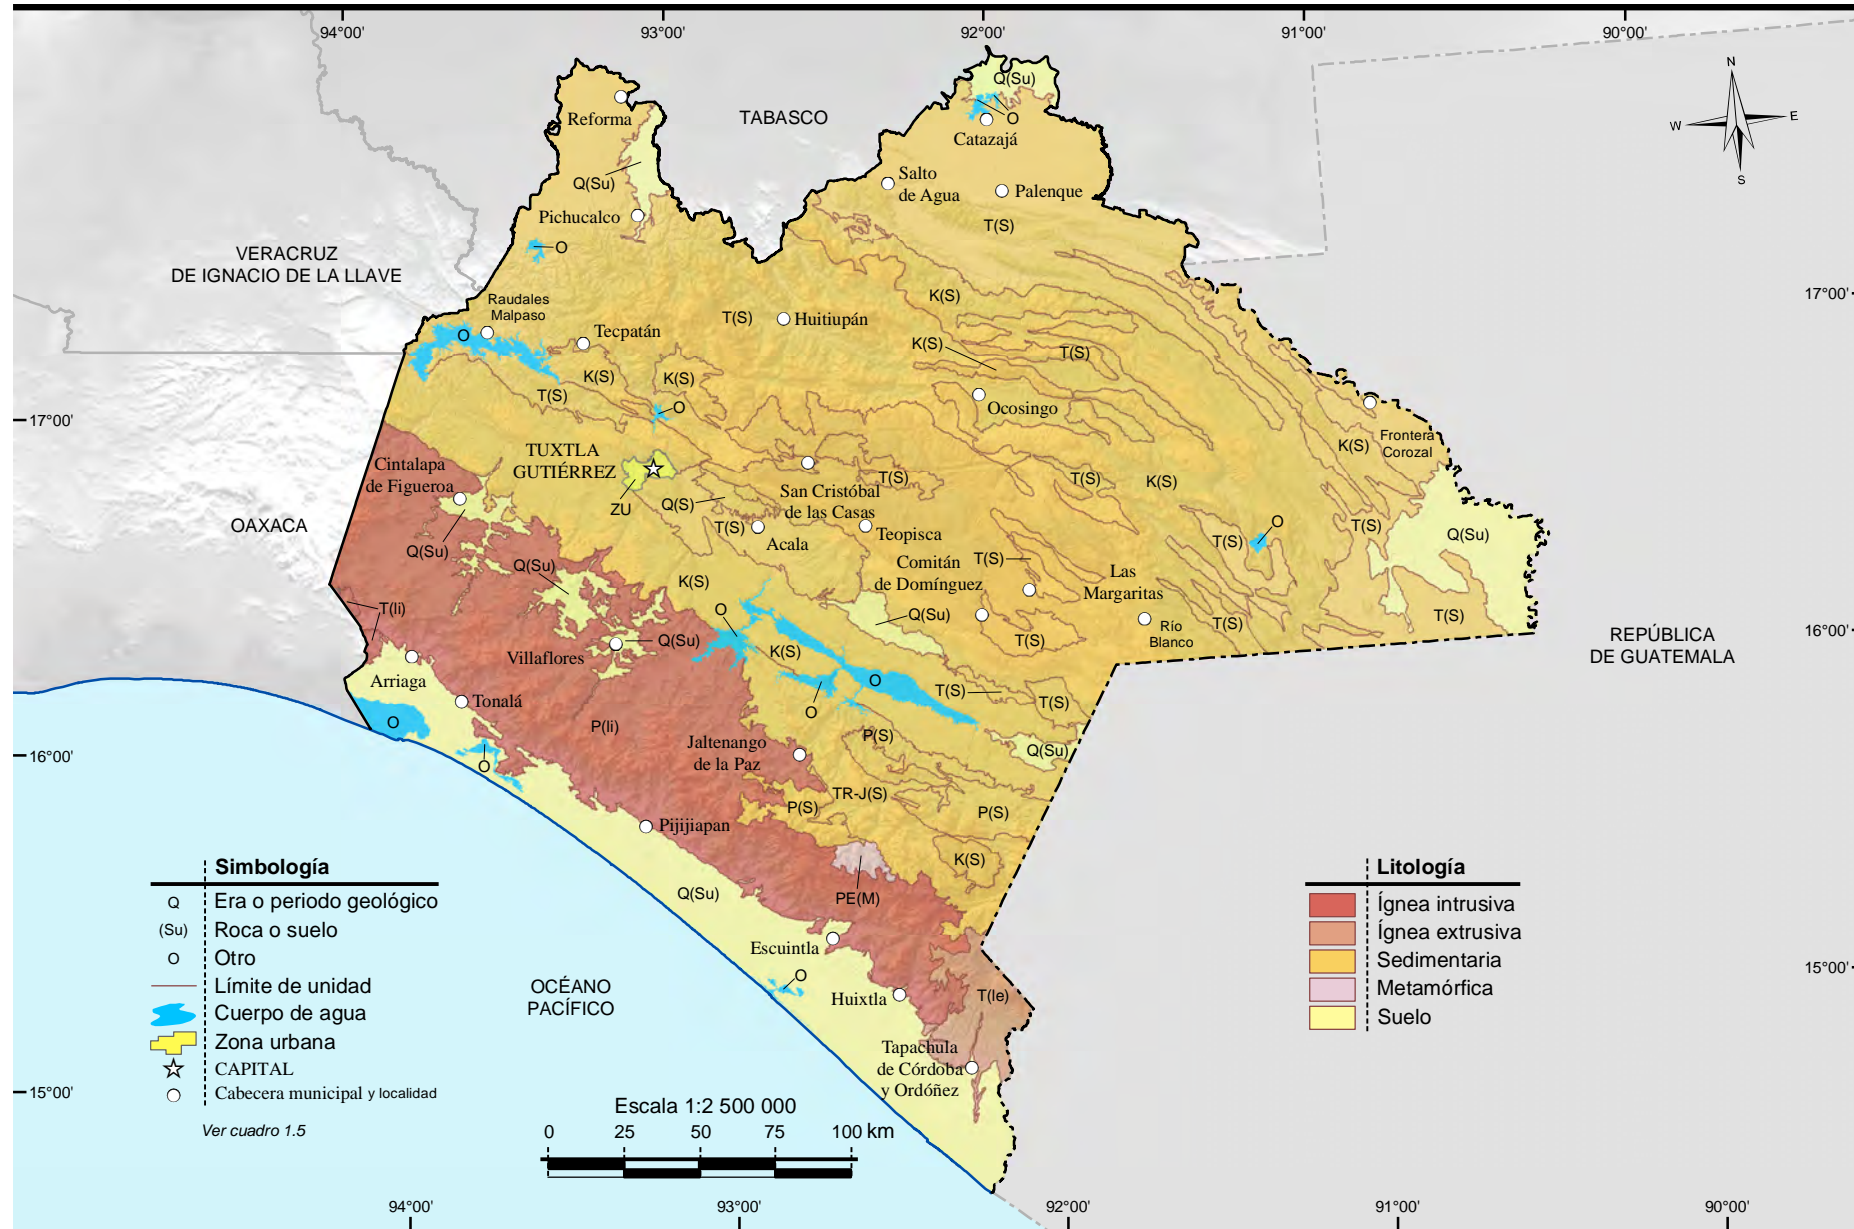 94°00'
93°00'
92°00'
91°00'
90°00'
N
W
E
S
TABASCO
Q(Su)
O
Catazajá
Reforma
Q(Su)
Pichucalco
O
Salto
de Agua
Palenque
T(S)
VERACRUZ
DE IGNACIO DE LA LLAVE
Raudales
Malpaso
O
Tecpatán
T(S)
Huitiupán
K(S)
K(S)
T(S)
17°00'
17°00'
K(S)
K(S)
T(S)
O
Ocosingo
K(S)
Frontera
Corozal
TUXTLA
GUTIÉRREZ
ZU
Cintalapa
de Figueroa
Q(Su)
OAXACA
Q(S)
T(S)
Acala
San Cristóbal
de las Casas
T(S)
Teopisca
T(S)
K(S)
T(S)
O
T(S)
Q(Su)
Q(Su)
K(S)
T(S)
Comitán
de Domínguez
Las
Margaritas
Río
Blanco
T(S)
T(S)
T(Ii)
O
Q(Su)
T(S)
16°00'
REPÚBLICA
DE GUATEMALA
Villaflores
Q(Su)
K(S)
O
T(S)
T(S)
Arriaga
O
Tonalá
P(Ii)
O
P(S)
Q(Su)
16°00'
O
Jaltenango
de la Paz
P(S)
TR-J(S)
P(S)
K(S)
Pijijiapan
Q(Su)
PE(M)
Escuintla
O
Huixtla
T(Ie)
15°00'
Tapachula
de Córdoba
y Ordóñez
OCÉANO
PACÍFICO
15°00'
Simbología
Q Era o periodo geológico
(Su) Roca o suelo
O Otro
Límite de unidad
Cuerpo de agua
Zona urbana
CAPITAL
Cabecera municipal y localidad
Ver cuadro 1.5
Litología
Ígnea intrusiva
Ígnea extrusiva
Sedimentaria
Metamórfica
Suelo
Escala 1:2 500 000
0 25 50 75 100 km
94°00'
93°00'
92°00'
91°00'
90°00'